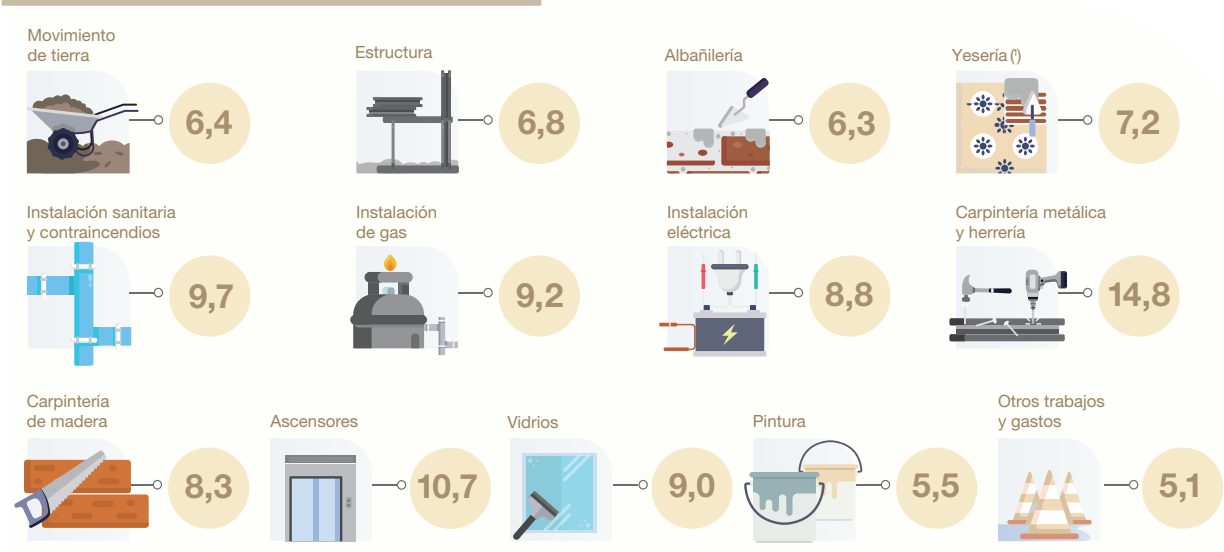 Movimiento
de tierra
6,4
Estructura
6,8
Albañilería
6,3
Yesería (¹)
7,2
Instalación sanitaria
y contraincendios
9,7
Instalación
de gas
9,2
Instalación
eléctrica
8,8
Carpintería metálica
y herrería
14,8
Carpintería
de madera
8,3
Ascensores
10,7
Vidrios
9,0
Pintura
5,5
Otros trabajos
y gastos
5,1